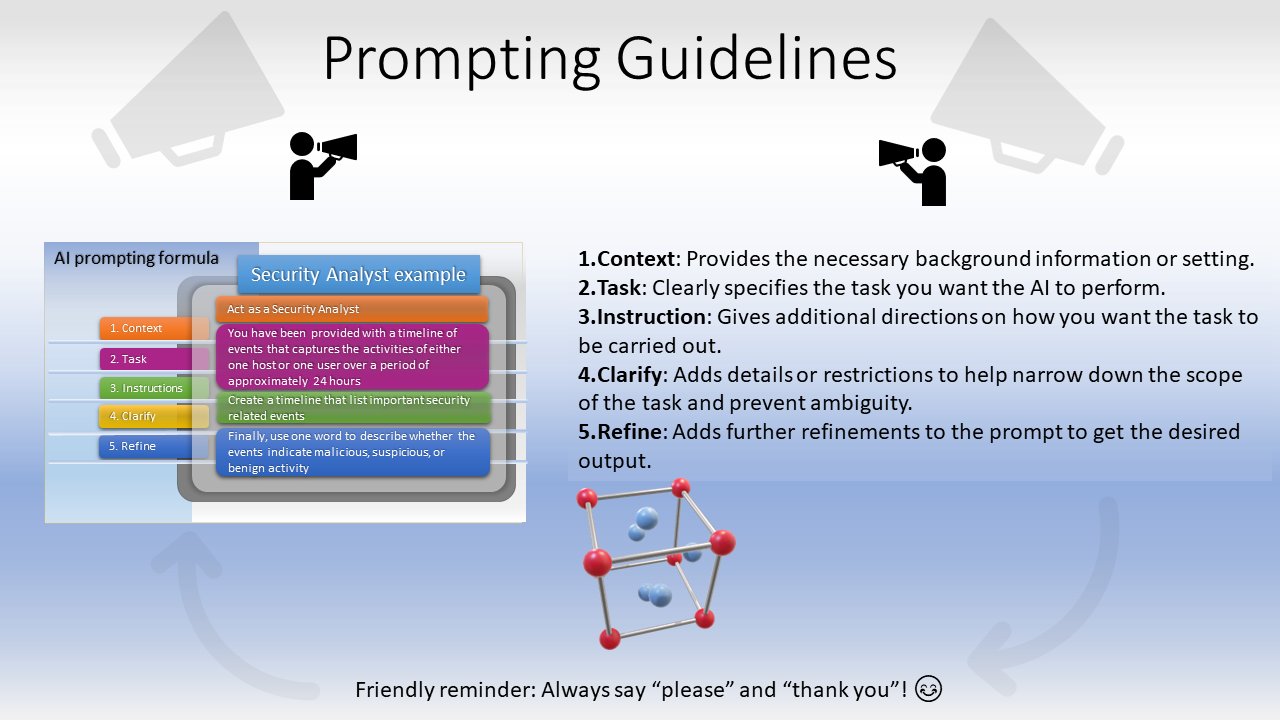 Prompting Guidelines
AI prompting formula
Security Analyst example
1. Context
2. Task
3. Instructions
4. Clarify
5. Refine
Act as a Security Analyst
You have been provided with a timeline of
events that captures the activities of either
one host or one user over a period of
approximately 24 hours
Create a timeline that list important security
related events
Finally, use one word to describe whether the
events indicate malicious, suspicious, or
benign activity
1.Context: Provides the necessary background information or setting.
2.Task: Clearly specifies the task you want the AI to perform.
3.Instruction: Gives additional directions on how you want the task to
be carried out.
4.Clarify: Adds details or restrictions to help narrow down the scope
of the task and prevent ambiguity.
5.Refine: Adds further refinements to the prompt to get the desired
output.
Friendly reminder: Always say “please” and “thank you”! 😊